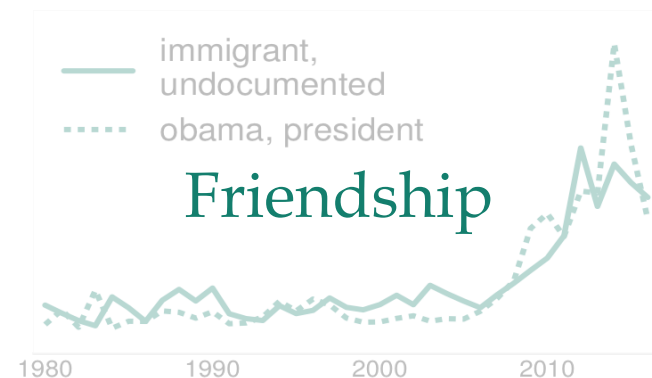 immigrant,
undocumented
obama, president
Friendship
1980 1990 2000 2010